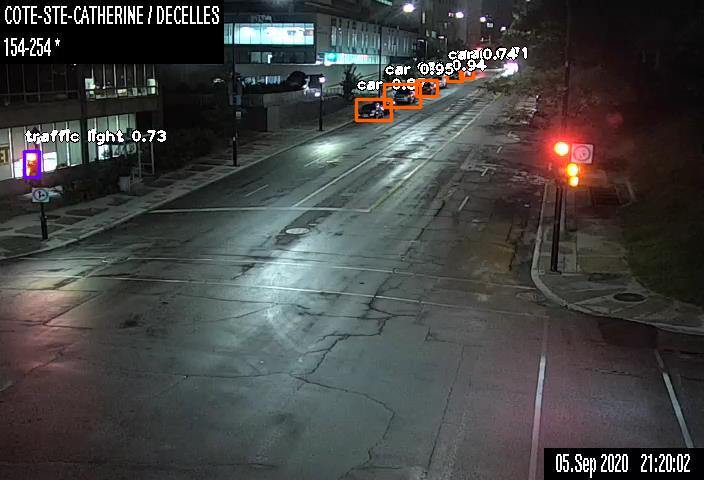 COTE-STE-CATHERINE / DECELLES
154-254 *
car 0.74
car 0.95
0.94
car
traffic light 0.73
05.Sep 2020 21:20:02